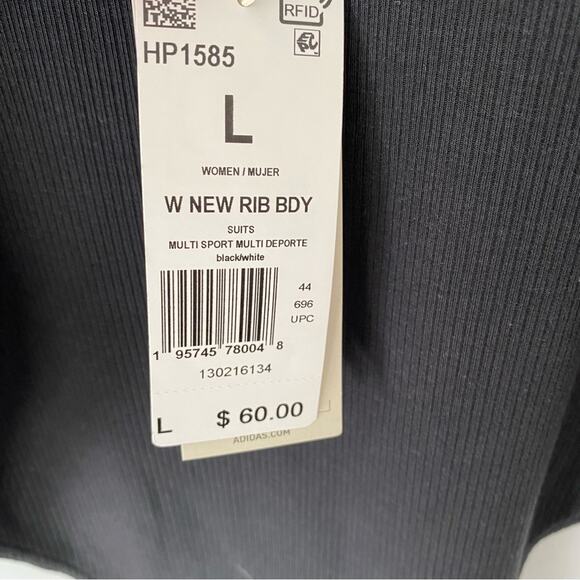 RFID
HP1585
L
WOMEN / MUJER
W NEW RIB BDY
SUITS
MULTI SPORT MULTI DEPORTE
black/white
44
696
UPC
1 95745 78004 8
130216134
L $ 60.00
ADIDAS.COM